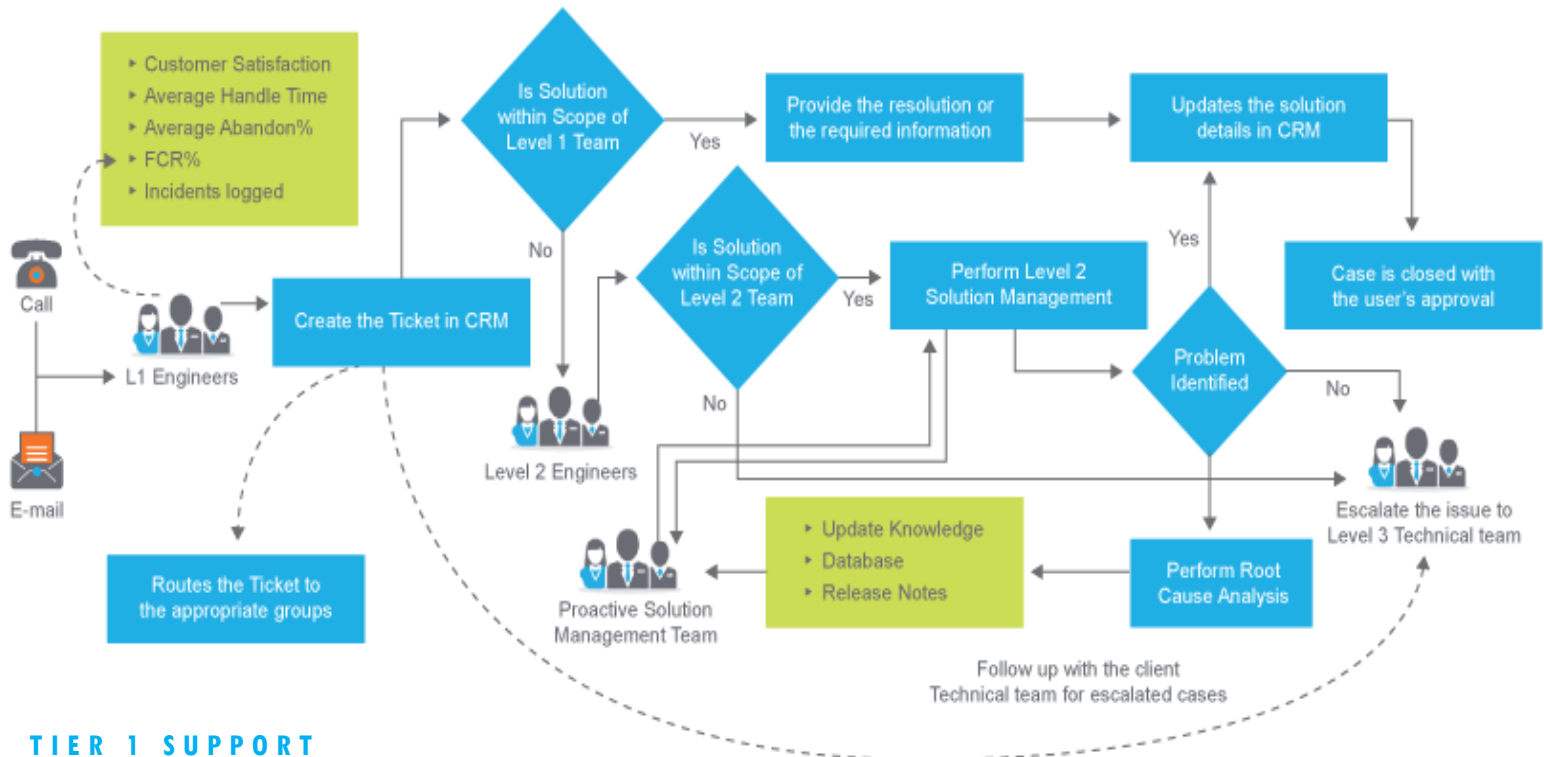 Customer Satisfaction
Average Handle Time
Average Abandon%
FCR%
Incidents logged
Call
E-mail
L1 Engineers
Create the Ticket in CRM
Routes the Ticket to
the appropriate groups
Is Solution
within Scope of
Level 1 Team
Yes
No
Provide the resolution or
the required information
Updates the solution
details in CRM
Case is closed with
the user's approval
Level 2 Engineers
Is Solution
within Scope of
Level 2 Team
Yes
No
Perform Level 2
Solution Management
Problem
Identified
Yes
No
Escalate the issue to
Level 3 Technical team
Perform Root
Cause Analysis
Update Knowledge
Database
Release Notes
Proactive Solution
Management Team
Follow up with the client
Technical team for escalated cases
TIER 1 SUPPORT